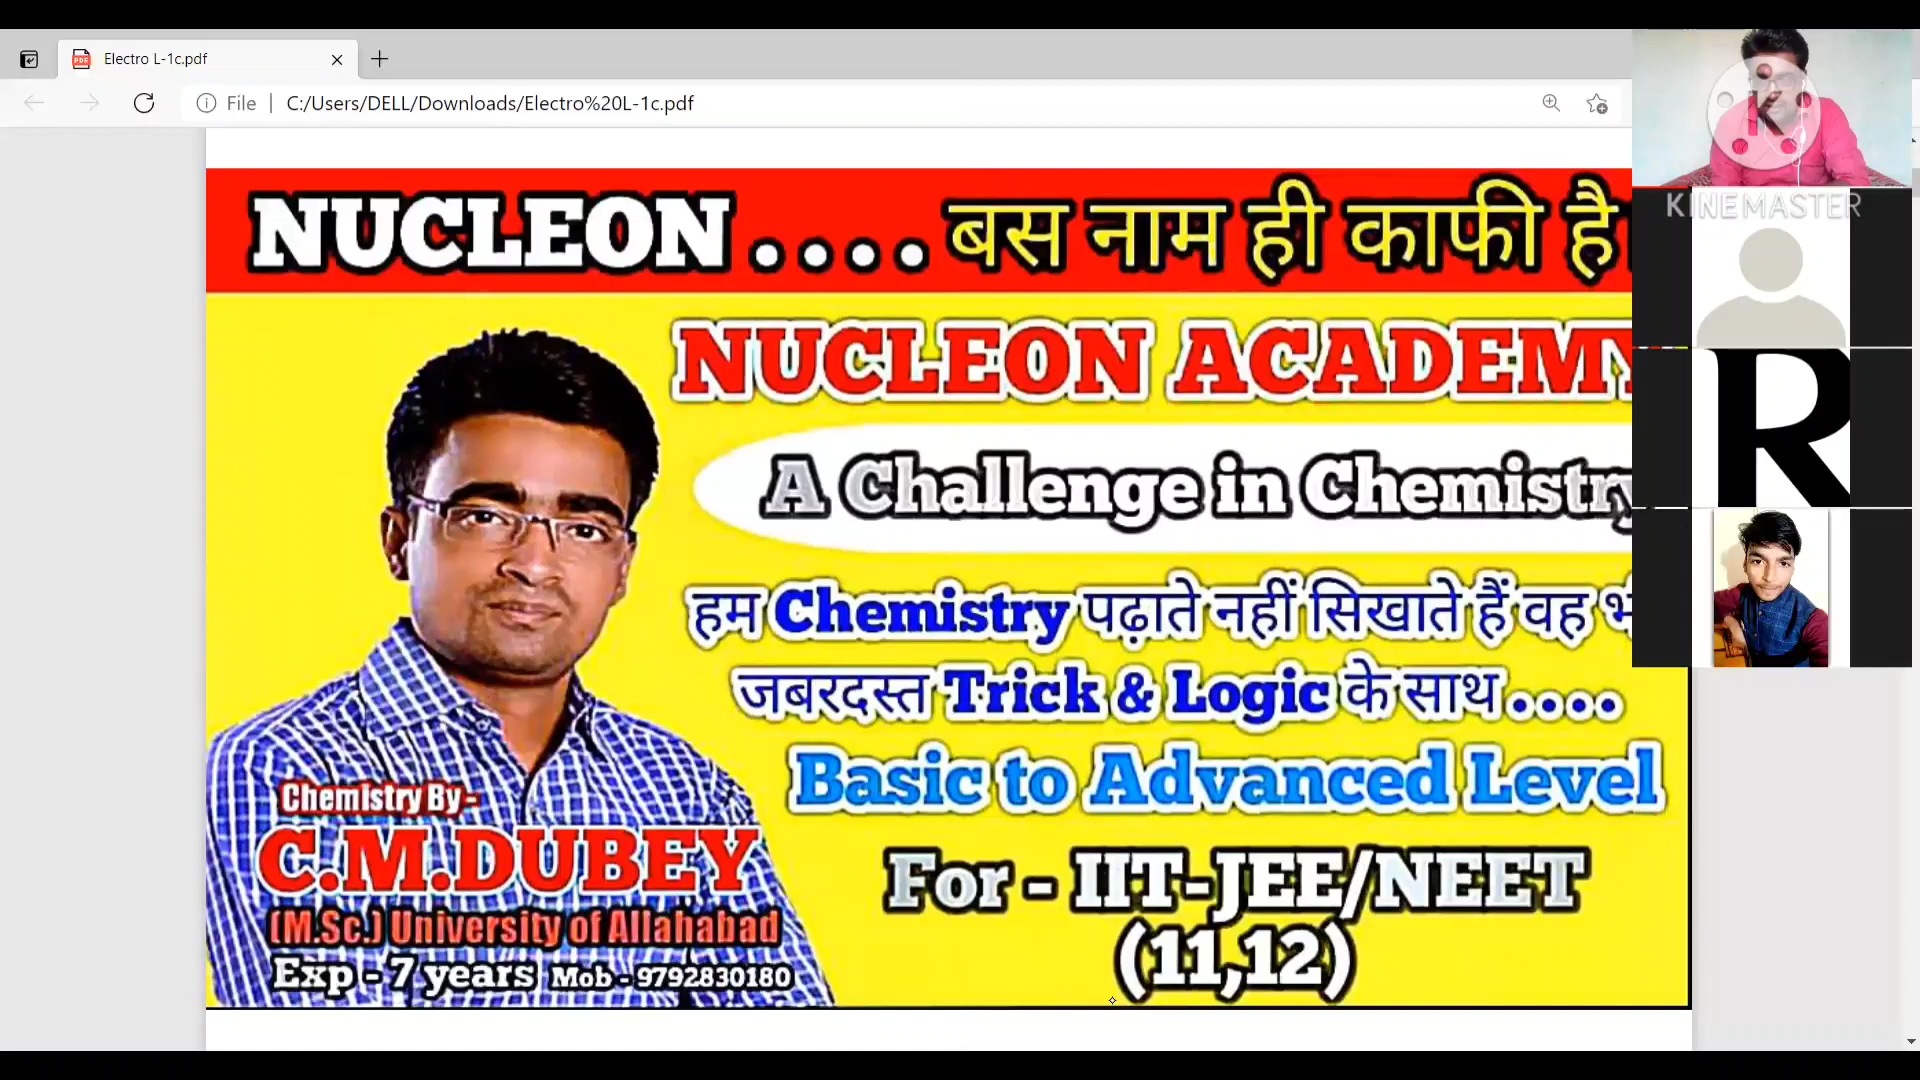 Electro L-1c.pdf
File | C:/Users/DELL/Downloads/Electro%20L-1c.pdf
KINEMASTER
NUCLEON....बस नाम ही काफी है
NUCLEON ACADEMY
A Challenge in Chemistry
हम Chemistry पढ़ाते नहीं सिखाते हैं वह
जबरदस्त Trick & Logic के साथ....
Basic to Advanced Level
For - IIT-JEE/NEET
(11,12)
Chemistry By-
C.M.DUBEY
(M.Sc.) University of Allahabad
Exp - 7 years Mob - 9792830180
R